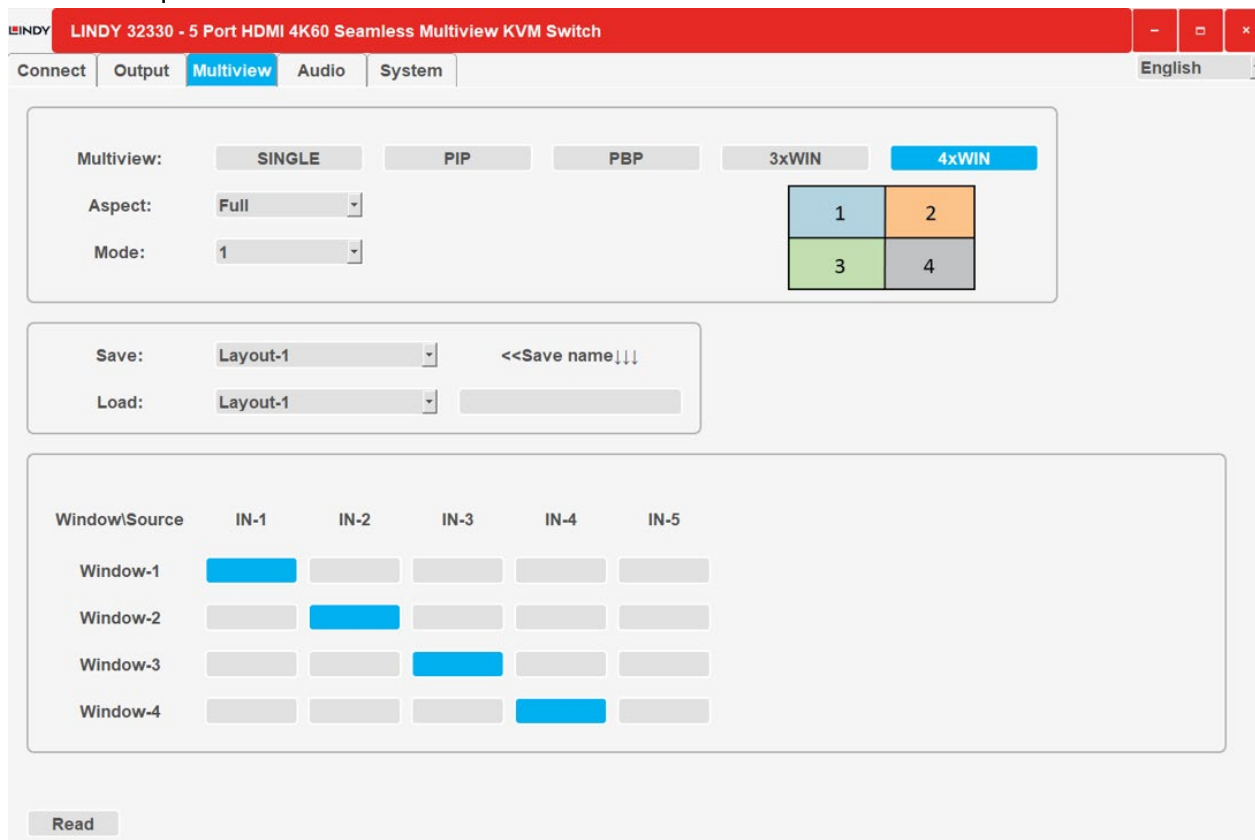 LINDY LINDY 32330 - 5 Port HDMI 4K60 Seamless Multiview KVM Switch
Connect Output Multiview Audio System English
Multiview: SINGLE PIP PBP 3xWIN 4xWIN
Aspect: Full
1 2
Mode: 1
3 4
Save: Layout-1 <<Save name↓↓↓
Load: Layout-1
Window\Source IN-1 IN-2 IN-3 IN-4 IN-5
Window-1
Window-2
Window-3
Window-4
Read